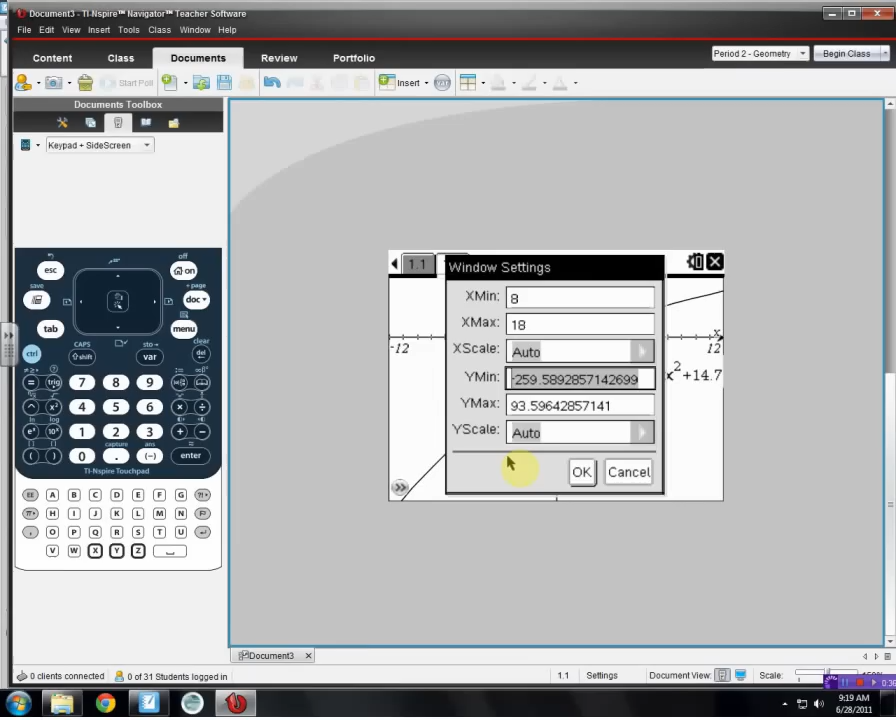 Document3 - TI-Nspire™ Navigator™ Teacher Software
File Edit View Insert Tools Class Window Help
Content Class Documents Review Portfolio
Period 2 - Geometry Begin Class
Start Poll Insert
Documents Toolbox
Keypad + SideScreen
esc
off
on
save
+ page
doc
tab
menu
ctrl
CAPS
shift
sto→
var
clear
del
= trig 7 8 9
^ x² 4 5 6 × ÷
ln log
eˣ 10ˣ 1 2 3 + −
capture ans
( ) 0 . (−) enter
TI-Nspire Touchpad
EE A B C D E F G ?!
π H I J K L M N
, O P Q R S T U
V W X Y Z
1.1
Window Settings
XMin: 8
XMax: 18
XScale: Auto
YMin: -259.5892857142699
YMax: 93.59642857141
YScale: Auto
OK Cancel
-12
x
12
x²+14.7
Document3
0 clients connected 0 of 31 Students logged in
1.1 Settings Document View: Scale:
9:19 AM
6/28/2011